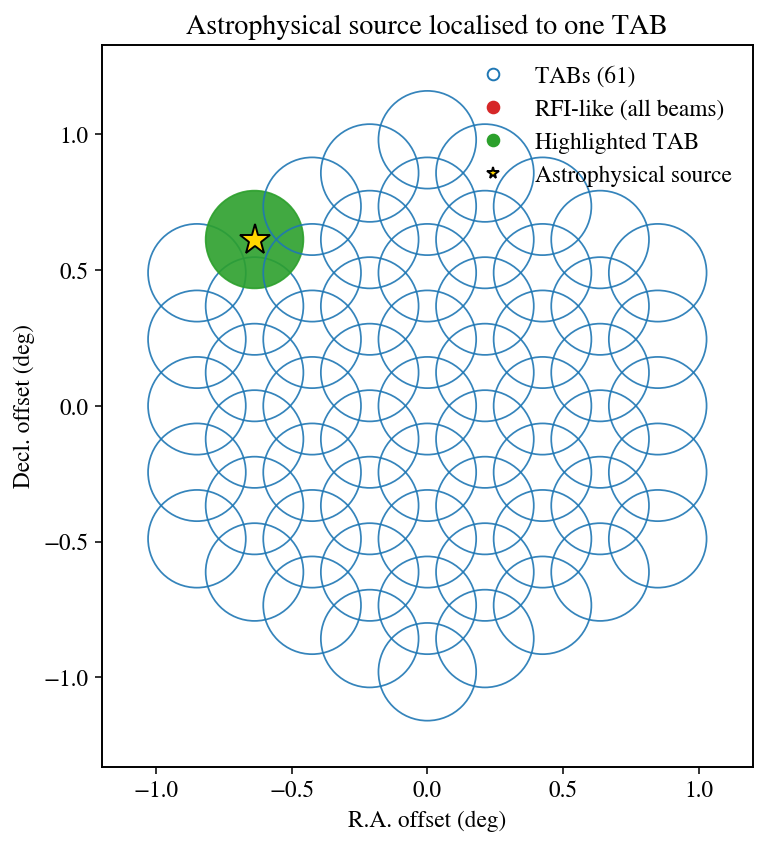 Astrophysical source localised to one TAB
TABs (61)
RFI-like (all beams)
Highlighted TAB
Astrophysical source
Decl. offset (deg)
1.0
0.5
0.0
−0.5
−1.0
−1.0
−0.5
0.0
0.5
1.0
R.A. offset (deg)